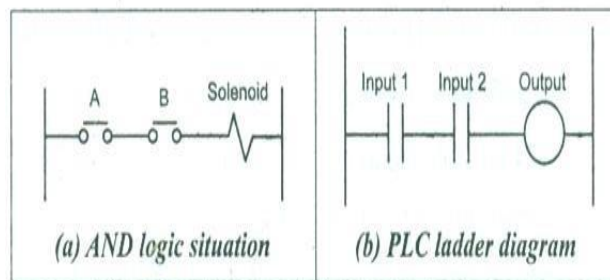 A B Solenoid
(a) AND logic situation
Input 1 Input 2 Output
(b) PLC ladder diagram